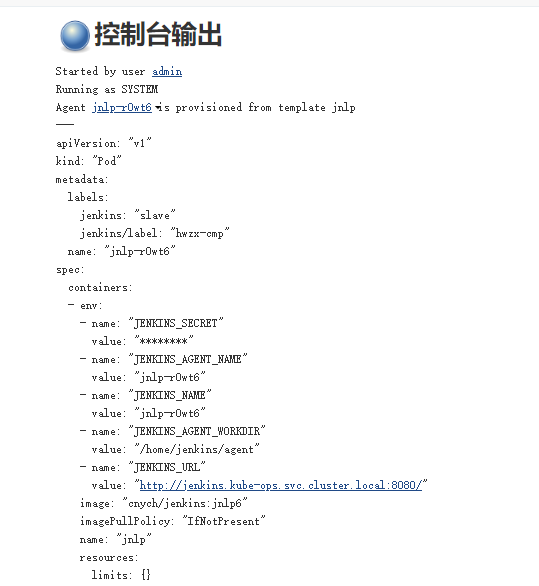 控制台输出
Started by user admin
Running as SYSTEM
Agent jnlp-r0wt6 is provisioned from template jnlp
---
apiVersion: "v1"
kind: "Pod"
metadata:
  labels:
    jenkins: "slave"
    jenkins/label: "hwzx-cmp"
  name: "jnlp-r0wt6"
spec:
  containers:
  - env:
    - name: "JENKINS_SECRET"
      value: "********"
    - name: "JENKINS_AGENT_NAME"
      value: "jnlp-r0wt6"
    - name: "JENKINS_NAME"
      value: "jnlp-r0wt6"
    - name: "JENKINS_AGENT_WORKDIR"
      value: "/home/jenkins/agent"
    - name: "JENKINS_URL"
      value: "http://jenkins.kube-ops.svc.cluster.local:8080/"
    image: "cnych/jenkins:jnlp6"
    imagePullPolicy: "IfNotPresent"
    name: "jnlp"
    resources:
      limits: {}